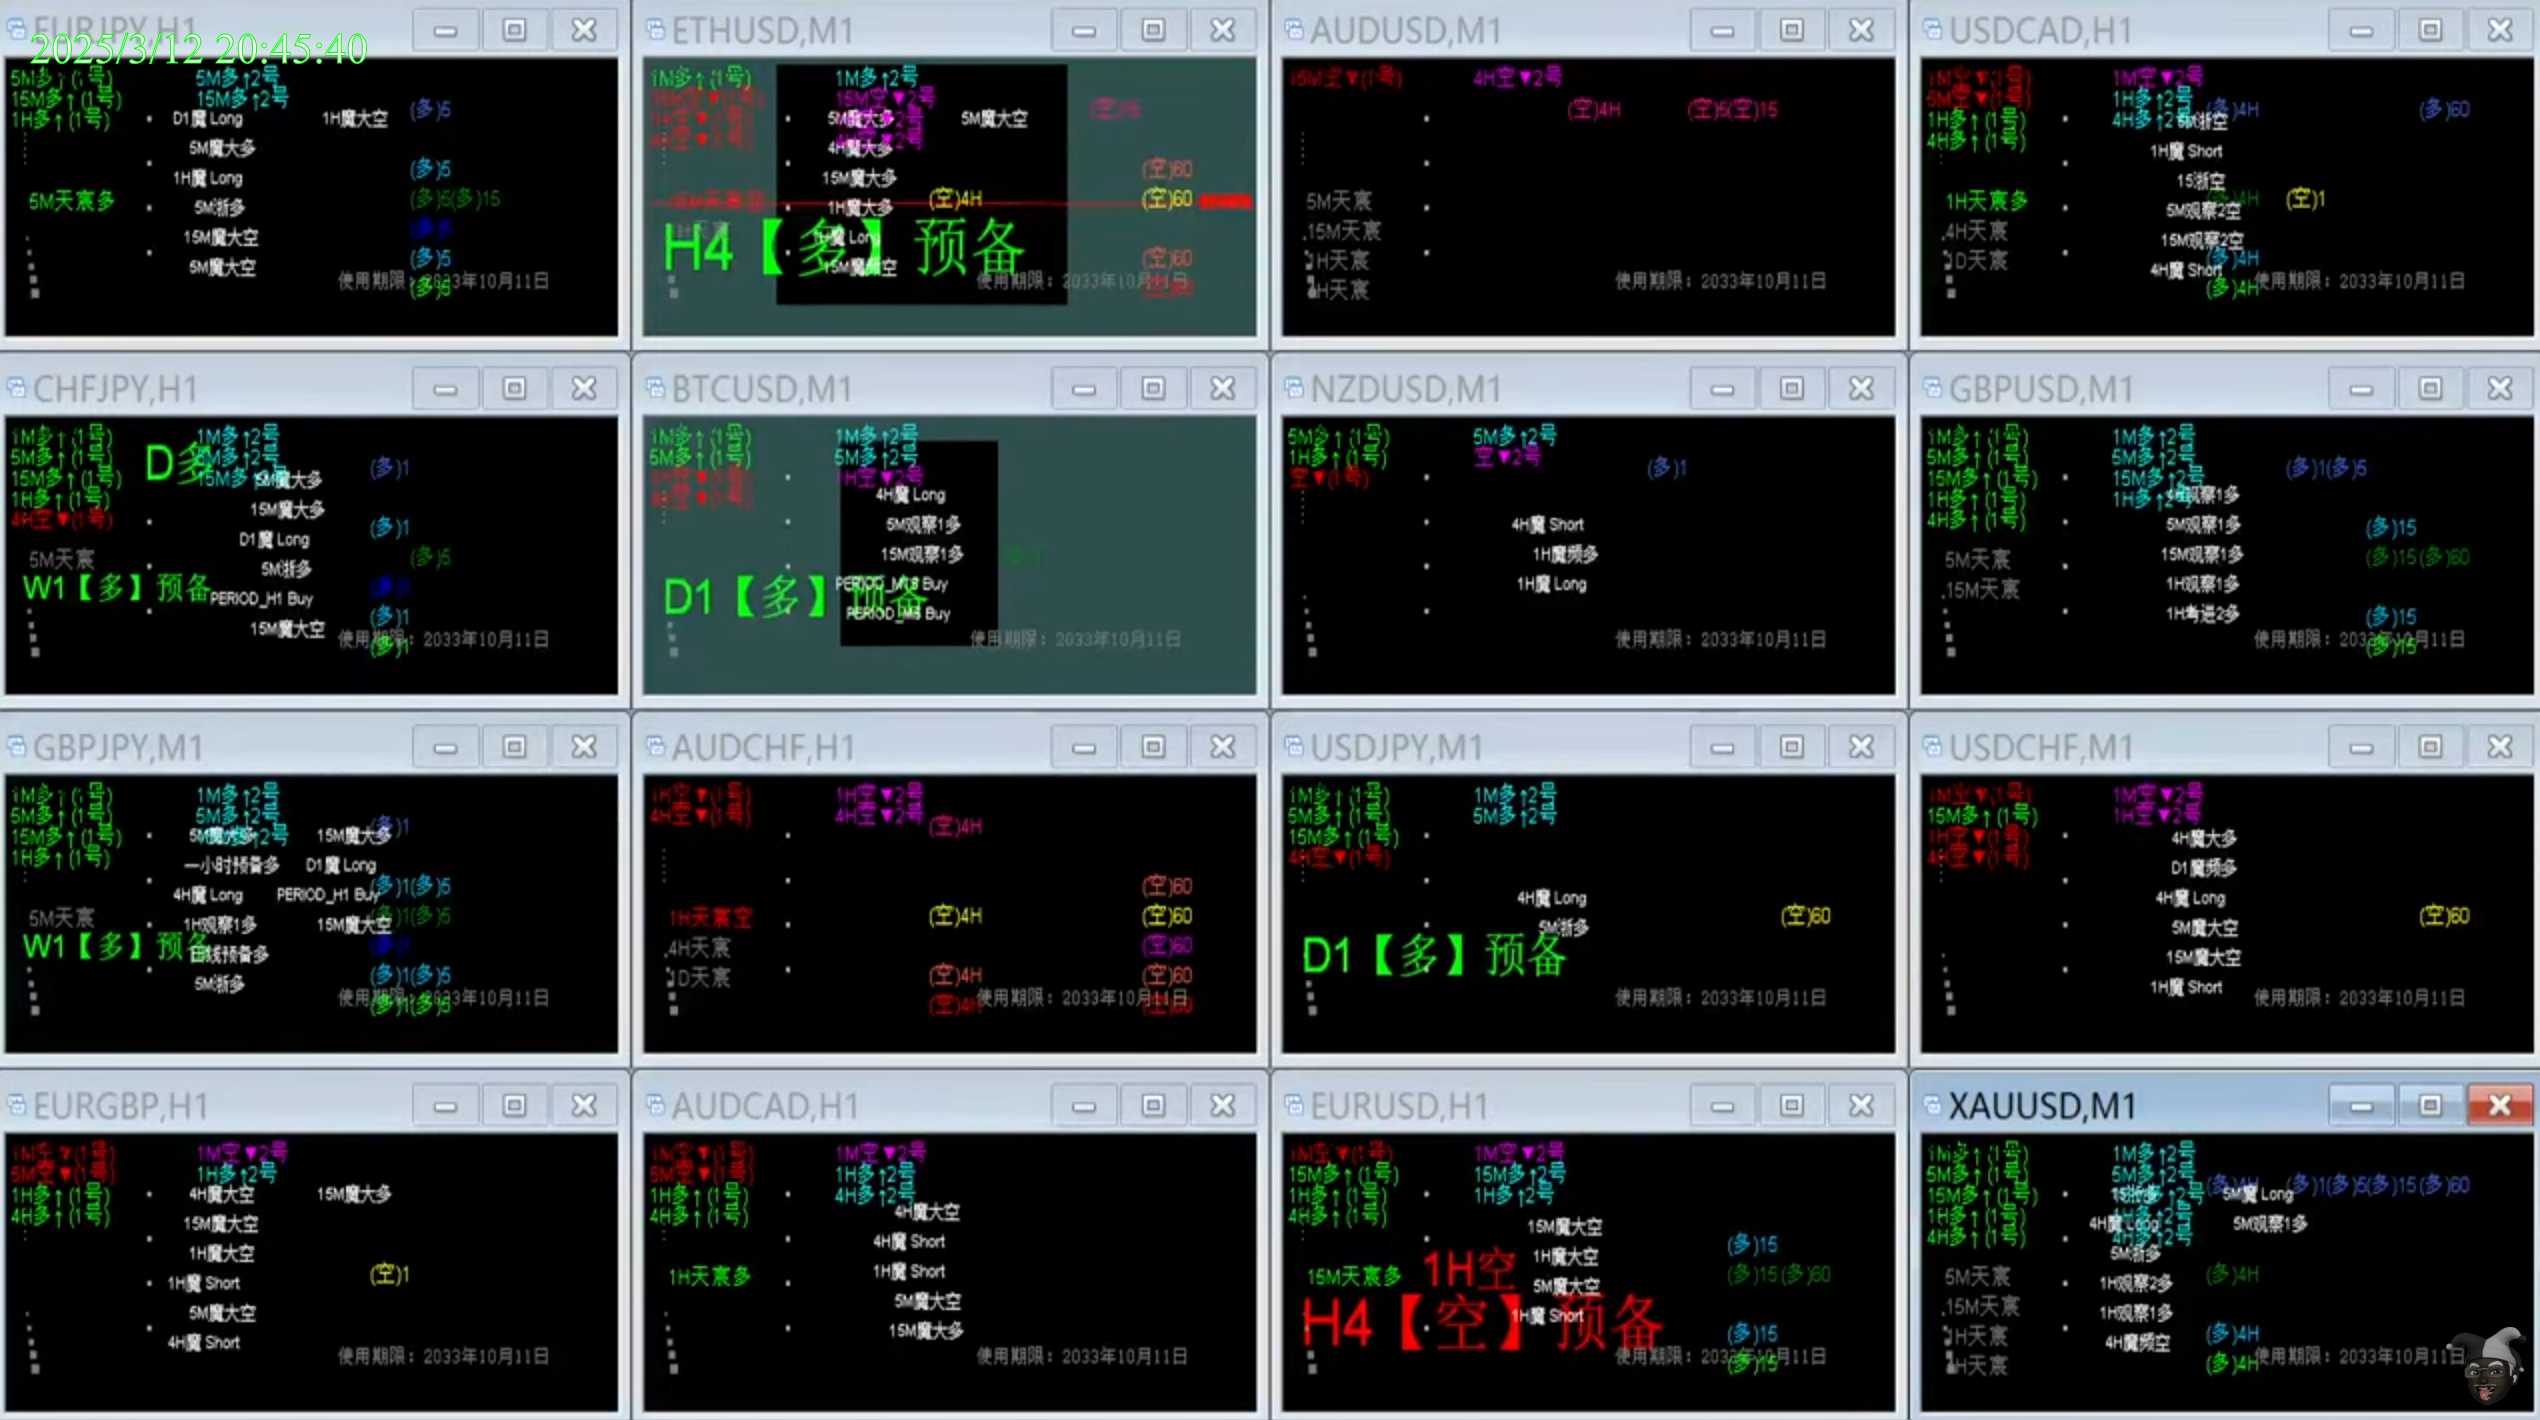 EURJPY,H1
2025/3/12 20:45:40
5M多↑(1号) 5M多↑2号
15M多↑(1号) 15M多↑2号
1H多↑(1号) D1魔 Long 1H魔大空 (多)5
5M魔大多
1H魔 Long (多)5
5M天宸多 5M浙多 (多)5(多)15
15M魔大空
5M魔大空 (多)5
使用期限：2033年10月11日
(多)5
ETHUSD,M1
1M多↑(1号) 1M多↑2号
15M空▼2号
5M魔大多 5M魔大空
4H魔大多
15M魔大多 (空)60
1H魔大多 (空)4H (空)60
H4【多】预备
1H魔 Long
15M魔频空 (空)60
使用期限：2033年10月11日
AUDUSD,M1
15M空▼(1号) 4H空▼2号
(空)4H (空)5(空)15
5M天宸
15M天宸
1H天宸
4H天宸
使用期限：2033年10月11日
USDCAD,H1
1M空▼(1号) 1M空▼2号
5M空▼(1号) 1H多↑2号 (多)4H (多)60
1H多↑(1号) 4H多↑2号 5M浙空
4H多↑(1号) 1H魔 Short
15浙空
1H天宸多 (多)4H (空)1
5M观察2空
4H天宸 15M观察2空
1D天宸 4H魔 Short (多)4H
(多)4H 使用期限：2033年10月11日
CHFJPY,H1
1M多↑(1号) 1M多↑2号
5M多↑(1号) D多 5M多↑2号 (多)1
15M多↑(1号) 15M多↑2号 5M魔大多
1H多↑(1号) 15M魔大多
4H空▼(1号) (多)1
D1魔 Long
5M天宸 5M浙多 (多)5
W1【多】预备 PERIOD_H1 Buy
(多)1
15M魔大空
使用期限：2033年10月11日
(多)1
BTCUSD,M1
1M多↑(1号) 1M多↑2号
5M多↑(1号) 5M多↑2号
1H空▼2号
4H魔 Long
5M观察1多
15M观察1多
D1【多】预备
PERIOD_M15 Buy
PERIOD_M5 Buy
使用期限：2033年10月11日
NZDUSD,M1
5M多↑(1号) 5M多↑2号
1H多↑(1号) 空▼2号 (多)1
空▼(1号)
4H魔 Short
1H魔频多
1H魔 Long
使用期限：2033年10月11日
GBPUSD,M1
1M多↑(1号) 1M多↑2号
5M多↑(1号) 5M多↑2号 (多)1(多)5
15M多↑(1号) 15M多↑2号
1H多↑(1号) 1H多↑2号
4H多↑(1号) 5M观察1多 (多)15
5M天宸 15M观察1多 (多)15(多)60
15M天宸 1H观察1多
1H考进2多 (多)15
使用期限：2033年10月11日
(多)15
GBPJPY,M1
1M多↑(1号) 1M多↑2号
5M多↑(1号) 5M多↑2号 (多)1
15M多↑(1号) 5M魔大多 15M魔大多
1H多↑(1号) 一小时预备多 D1魔 Long
4H魔 Long PERIOD_H1 Buy (多)1(多)5
5M天宸 1H观察1多 15M魔大空 (多)1(多)5
W1【多】预备 日线预备多
5M浙多 (多)1(多)5
使用期限：2033年10月11日
(多)1(多)5
AUDCHF,H1
1H空▼(1号) 1H空▼2号
4H空▼(1号) 4H空▼2号 (空)4H
(空)60
1H天宸空 (空)4H (空)60
4H天宸 (空)60
1D天宸 (空)4H (空)60
(空)4H 使用期限：2033年10月11日 (空)60
USDJPY,M1
1M多↑(1号) 1M多↑2号
5M多↑(1号) 5M多↑2号
15M多↑(1号)
4H空▼(1号)
4H魔 Long
5M浙多 (空)60
D1【多】预备
使用期限：2033年10月11日
USDCHF,M1
1M空▼(1号) 1M空▼2号
15M多↑(1号) 1H空▼2号
1H空▼(1号) 4H魔大多
4H空▼(1号) D1魔频多
4H魔 Long
5M魔大空 (空)60
15M魔大空
1H魔 Short
使用期限：2033年10月11日
EURGBP,H1
1M空▼(1号) 1M空▼2号
5M空▼(1号) 1H多↑2号
1H多↑(1号) 4H魔大空 15M魔大多
4H多↑(1号) 15M魔大空
1H魔大空
1H魔 Short (空)1
5M魔大空
4H魔 Short
使用期限：2033年10月11日
AUDCAD,H1
1M空▼(1号) 1M空▼2号
5M空▼(1号) 1H多↑2号
1H多↑(1号) 4H多↑2号
4H多↑(1号) 4H魔大空
4H魔 Short
1H天宸多 1H魔 Short
5M魔大空
15M魔大多
使用期限：2033年10月11日
EURUSD,H1
1M空▼(1号) 1M空▼2号
15M多↑(1号) 15M多↑2号
1H多↑(1号) 1H多↑2号
4H多↑(1号) 15M魔大空
1H魔大空 (多)15
15M天宸多 1H空 5M魔大空 (多)15(多)60
H4【空】预备 1H魔 Short
(多)15
使用期限：2033年10月11日
(多)15
XAUUSD,M1
1M多↑(1号) 1M多↑2号
5M多↑(1号) 5M多↑2号 (多)4H (多)1(多)5(多)15(多)60
15M多↑(1号) 5M魔 Long
1H多↑(1号) 4H魔 Long 5M观察1多
4H多↑(1号) 4H多↑2号
5M浙多
5M天宸 1H观察2多 (多)4H
15M天宸 1H观察1多
1H天宸 4H魔频空 (多)4H
4H天宸 (多)4H 使用期限：2033年10月11日